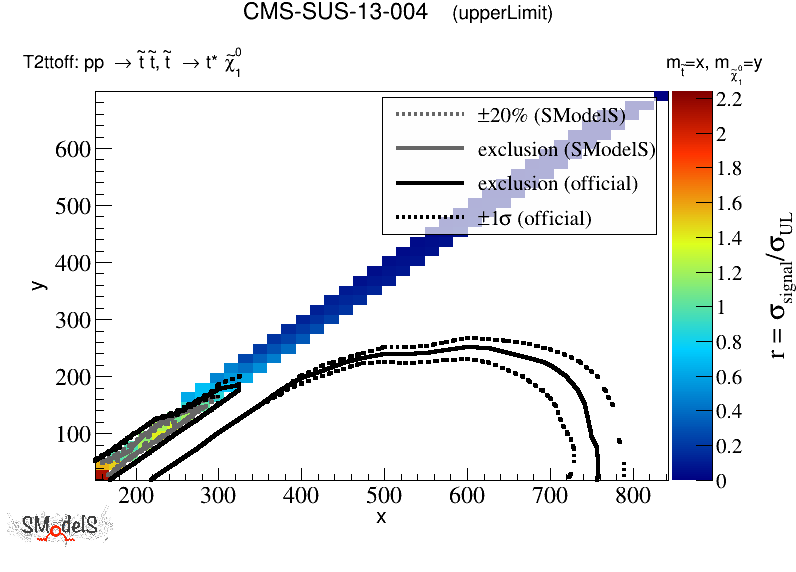 CMS-SUS-13-004 (upperLimit)
T2ttoff: pp → t̃ t̃, t̃ → t* χ̃⁰₁
m_t̃=x, m_χ̃⁰₁=y
±20% (SModelS)
exclusion (SModelS)
exclusion (official)
±1σ (official)
y
600
500
400
300
200
100
200 300 400 500 600 700 800
x
2.2
2
1.8
1.6
1.4
1.2
1
0.8
0.6
0.4
0.2
0
r = σ_signal/σ_UL
SModelS